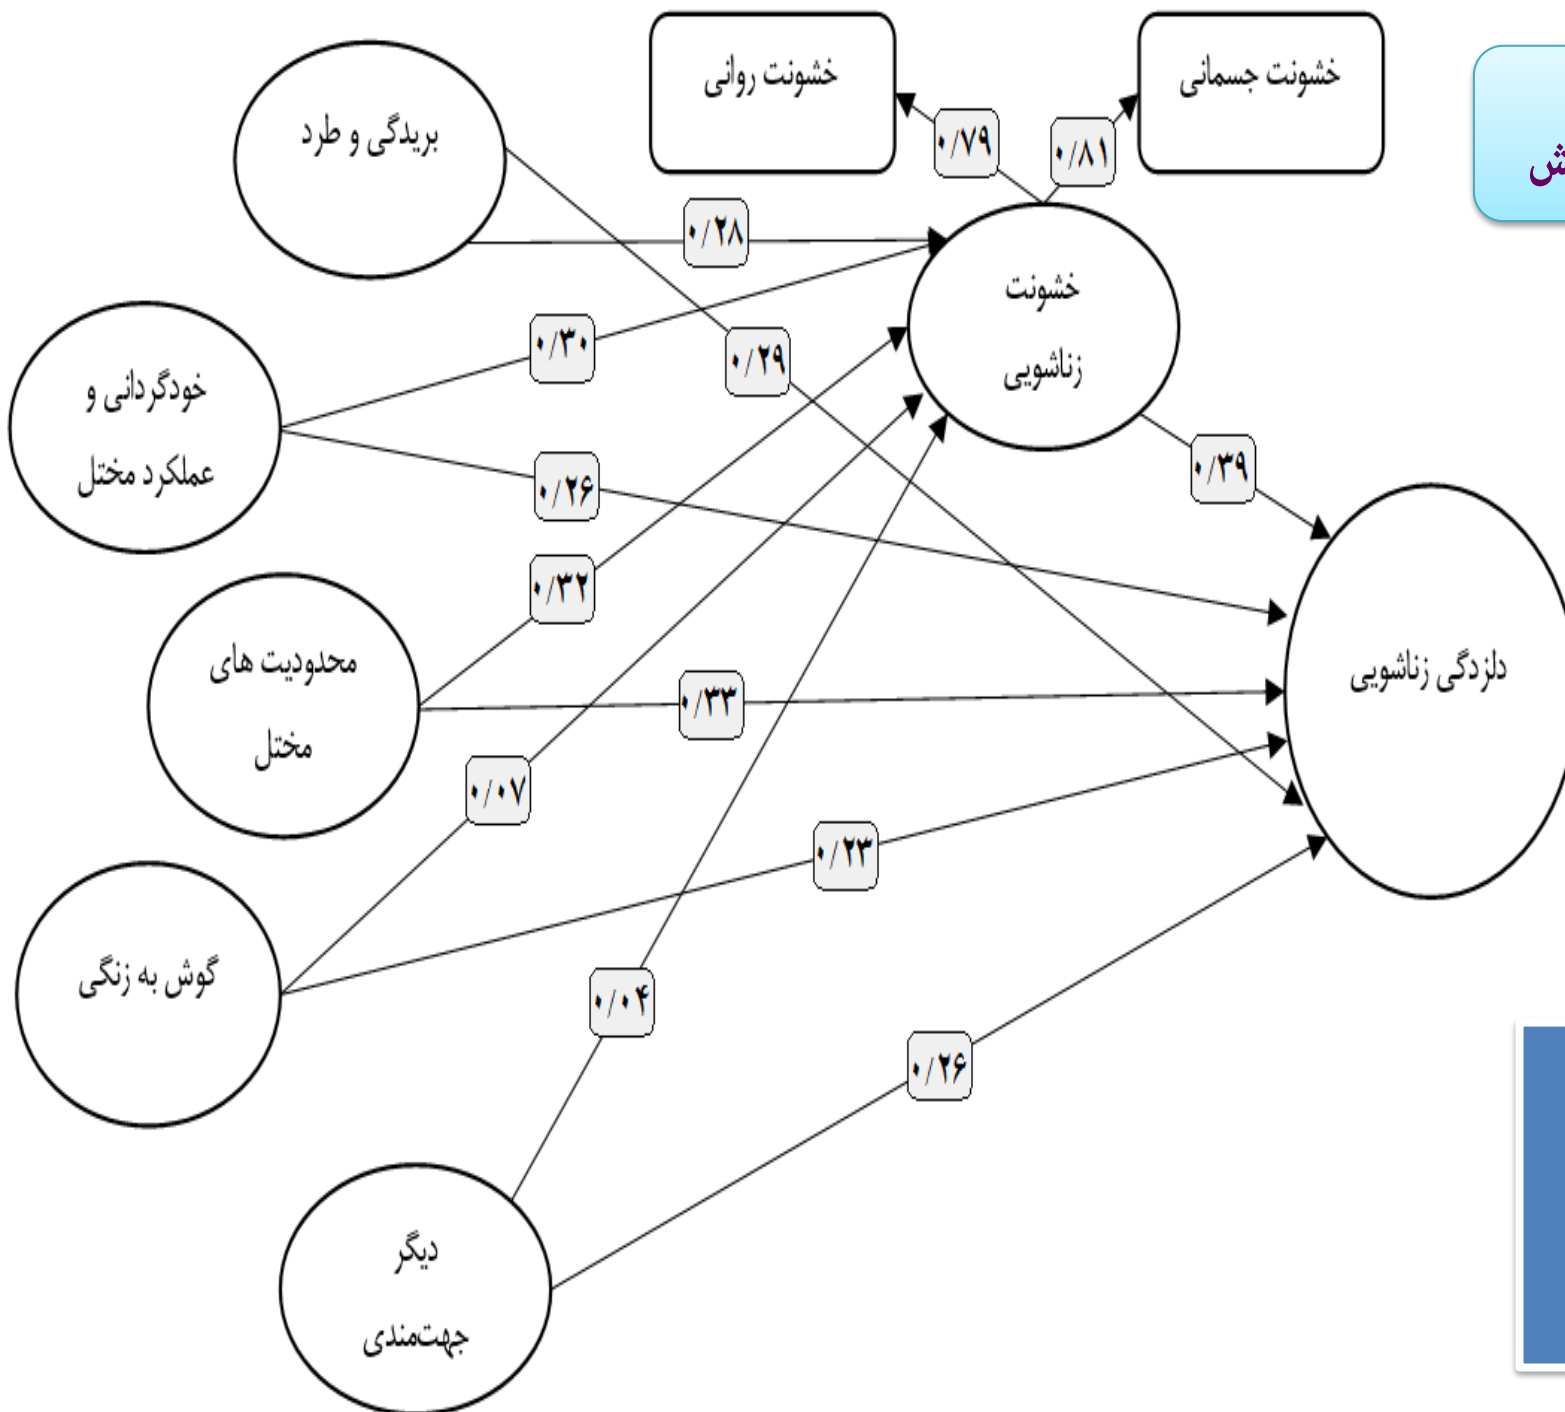 خشونت روانی
خشونت جسمانی
بریدگی و طرد
۰/۷۹
۰/۸۱
۰/۲۸
خشونت
زناشویی
۰/۳۰
۰/۲۹
خودگردانی و
عملکرد مختل
۰/۳۹
۰/۲۶
۰/۳۲
محدودیت های
مختل
۰/۳۳
دلزدگی زناشویی
۰/۰۷
۰/۲۳
گوش به زنگی
۰/۰۴
۰/۲۶
دیگر
جهت‌مندی